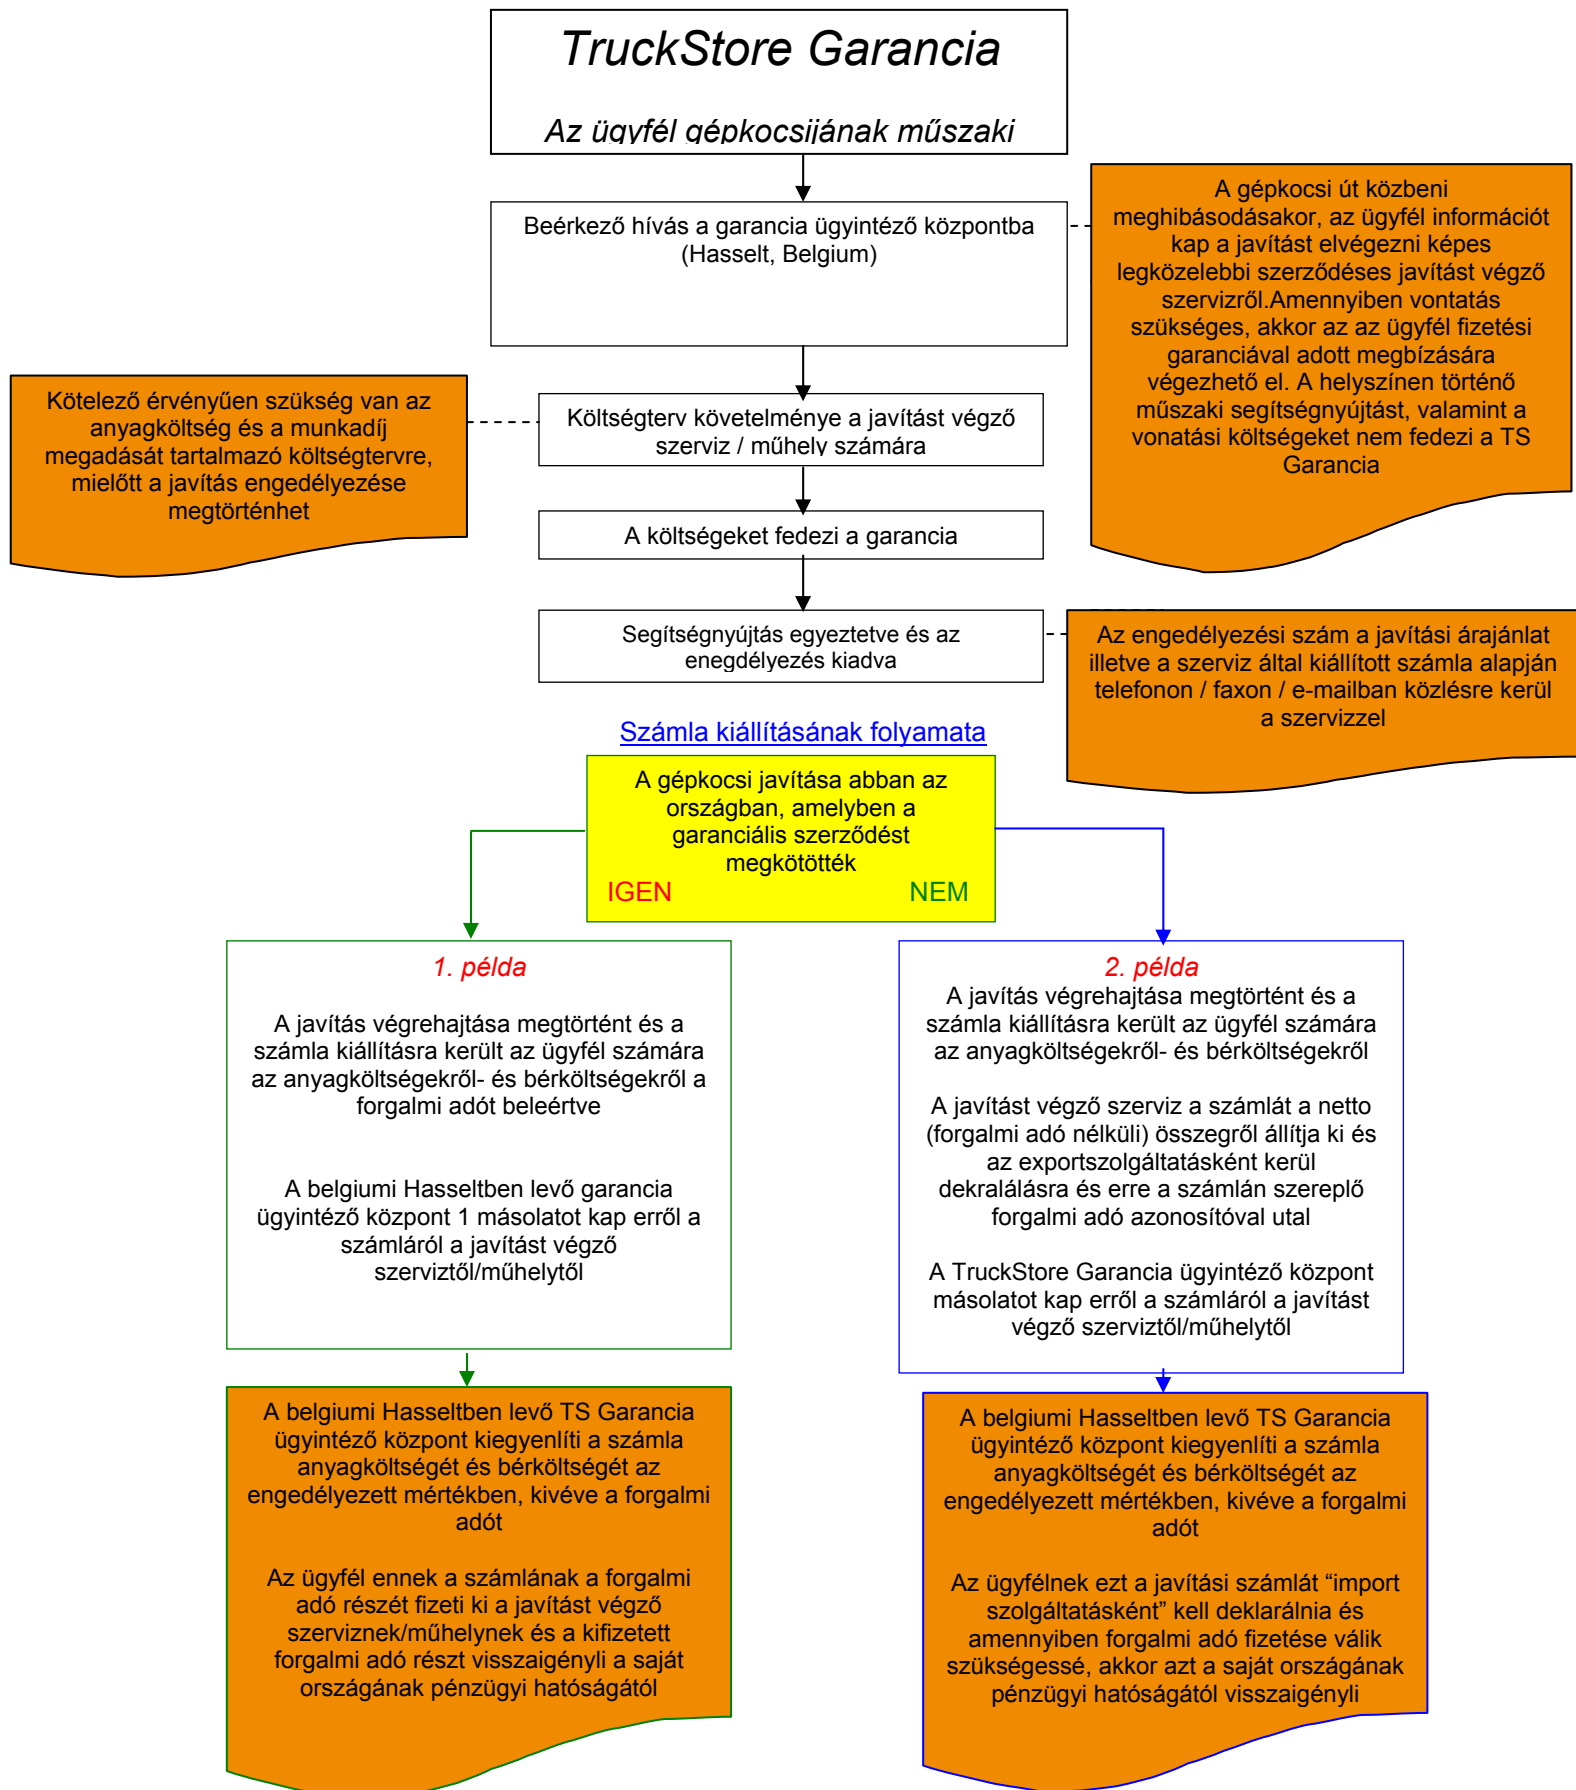 TruckStore Garancia
Az ügyfél gépkocsijának műszaki
Beérkező hívás a garancia ügyintéző központba
(Hasselt, Belgium)
A gépkocsi út közbeni
meghibásodásakor, az ügyfél információt
kap a javítást elvégezni képes
legközelebbi szerződéses javítást végző
szervizről.Amennyiben vontatás
szükséges, akkor az az ügyfél fizetési
garanciával adott megbízására
végezhető el. A helyszínen történő
műszaki segítségnyújtást, valamint a
vonatási költségeket nem fedezi a TS
Garancia
Kötelező érvényűen szükség van az
anyagköltség és a munkadíj
megadását tartalmazó költségtervre,
mielőtt a javítás engedélyezése
megtörténhet
Költségterv követelménye a javítást végző
szerviz / műhely számára
A költségeket fedezi a garancia
Segítségnyújtás egyeztetve és az
enegdélyezés kiadva
Az engedélyezési szám a javítási árajánlat
illetve a szerviz által kiállított számla alapján
telefonon / faxon / e-mailban közlésre kerül
a szervizzel
Számla kiállításának folyamata
A gépkocsi javítása abban az
országban, amelyben a
garanciális szerződést
megkötötték
IGEN NEM
1. példa
A javítás végrehajtása megtörtént és a
számla kiállításra került az ügyfél számára
az anyagköltségekről- és bérköltségekről a
forgalmi adót beleértve
A belgiumi Hasseltben levő garancia
ügyintéző központ 1 másolatot kap erről a
számláról a javítást végző
szerviztől/műhelytől
2. példa
A javítás végrehajtása megtörtént és a
számla kiállításra került az ügyfél számára
az anyagköltségekről- és bérköltségekről
A javítást végző szerviz a számlát a netto
(forgalmi adó nélküli) összegről állítja ki és
az exportszolgáltatásként kerül
dekralálásra és erre a számlán szereplő
forgalmi adó azonosítóval utal
A TruckStore Garancia ügyintéző központ
másolatot kap erről a számláról a javítást
végző szerviztől/műhelytől
A belgiumi Hasseltben levő TS Garancia
ügyintéző központ kiegyenlíti a számla
anyagköltségét és bérköltségét az
engedélyezett mértékben, kivéve a forgalmi
adót
Az ügyfél ennek a számlának a forgalmi
adó részét fizeti ki a javítást végző
szerviznek/műhelynek és a kifizetett
forgalmi adó részt visszaigényli a saját
országának pénzügyi hatóságától
A belgiumi Hasseltben levő TS Garancia
ügyintéző központ kiegyenlíti a számla
anyagköltségét és bérköltségét az
engedélyezett mértékben, kivéve a forgalmi
adót
Az ügyfélnek ezt a javítási számlát “import
szolgáltatásként” kell deklarálnia és
amennyiben forgalmi adó fizetése válik
szükségessé, akkor azt a saját országának
pénzügyi hatóságától visszaigényli